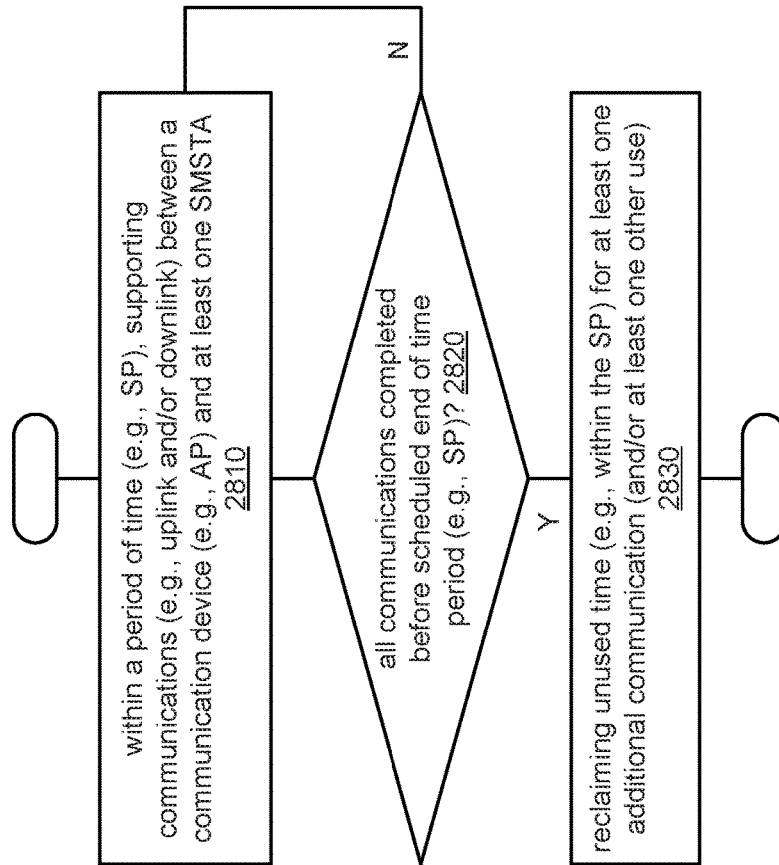 within a period of time (e.g., SP), supporting
communications (e.g., uplink and/or downlink) between a
communication device (e.g., AP) and at least one SMSTA
2810
all communications completed
before scheduled end of time
period (e.g., SP)? 2820
N
Y
reclaiming unused time (e.g., within the SP) for at least one
additional communication (and/or at least one other use)
2830